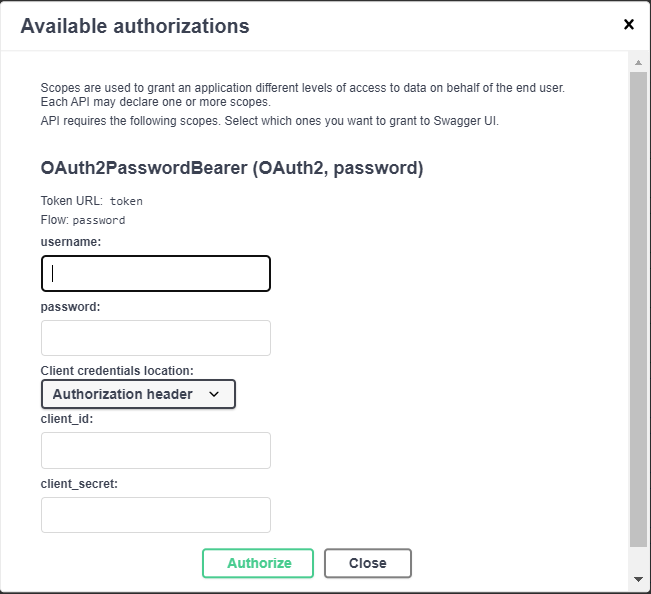 Available authorizations
Scopes are used to grant an application different levels of access to data on behalf of the end user.
Each API may declare one or more scopes.
API requires the following scopes. Select which ones you want to grant to Swagger UI.
OAuth2PasswordBearer (OAuth2, password)
Token URL: token
Flow: password
username:
password:
Client credentials location:
Authorization header
client_id:
client_secret:
Authorize Close